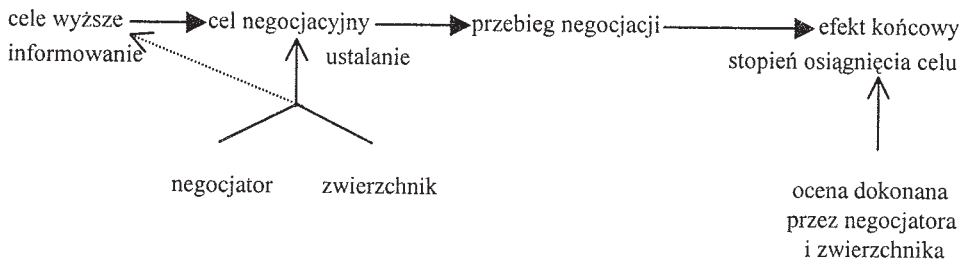 cele wyższe
cel negocjacyjny
przebieg negocjacji
efekt końcowy
informowanie
ustalanie
stopień osiągnięcia celu
negocjator
zwierzchnik
ocena dokonana
przez negocjatora
i zwierzchnika